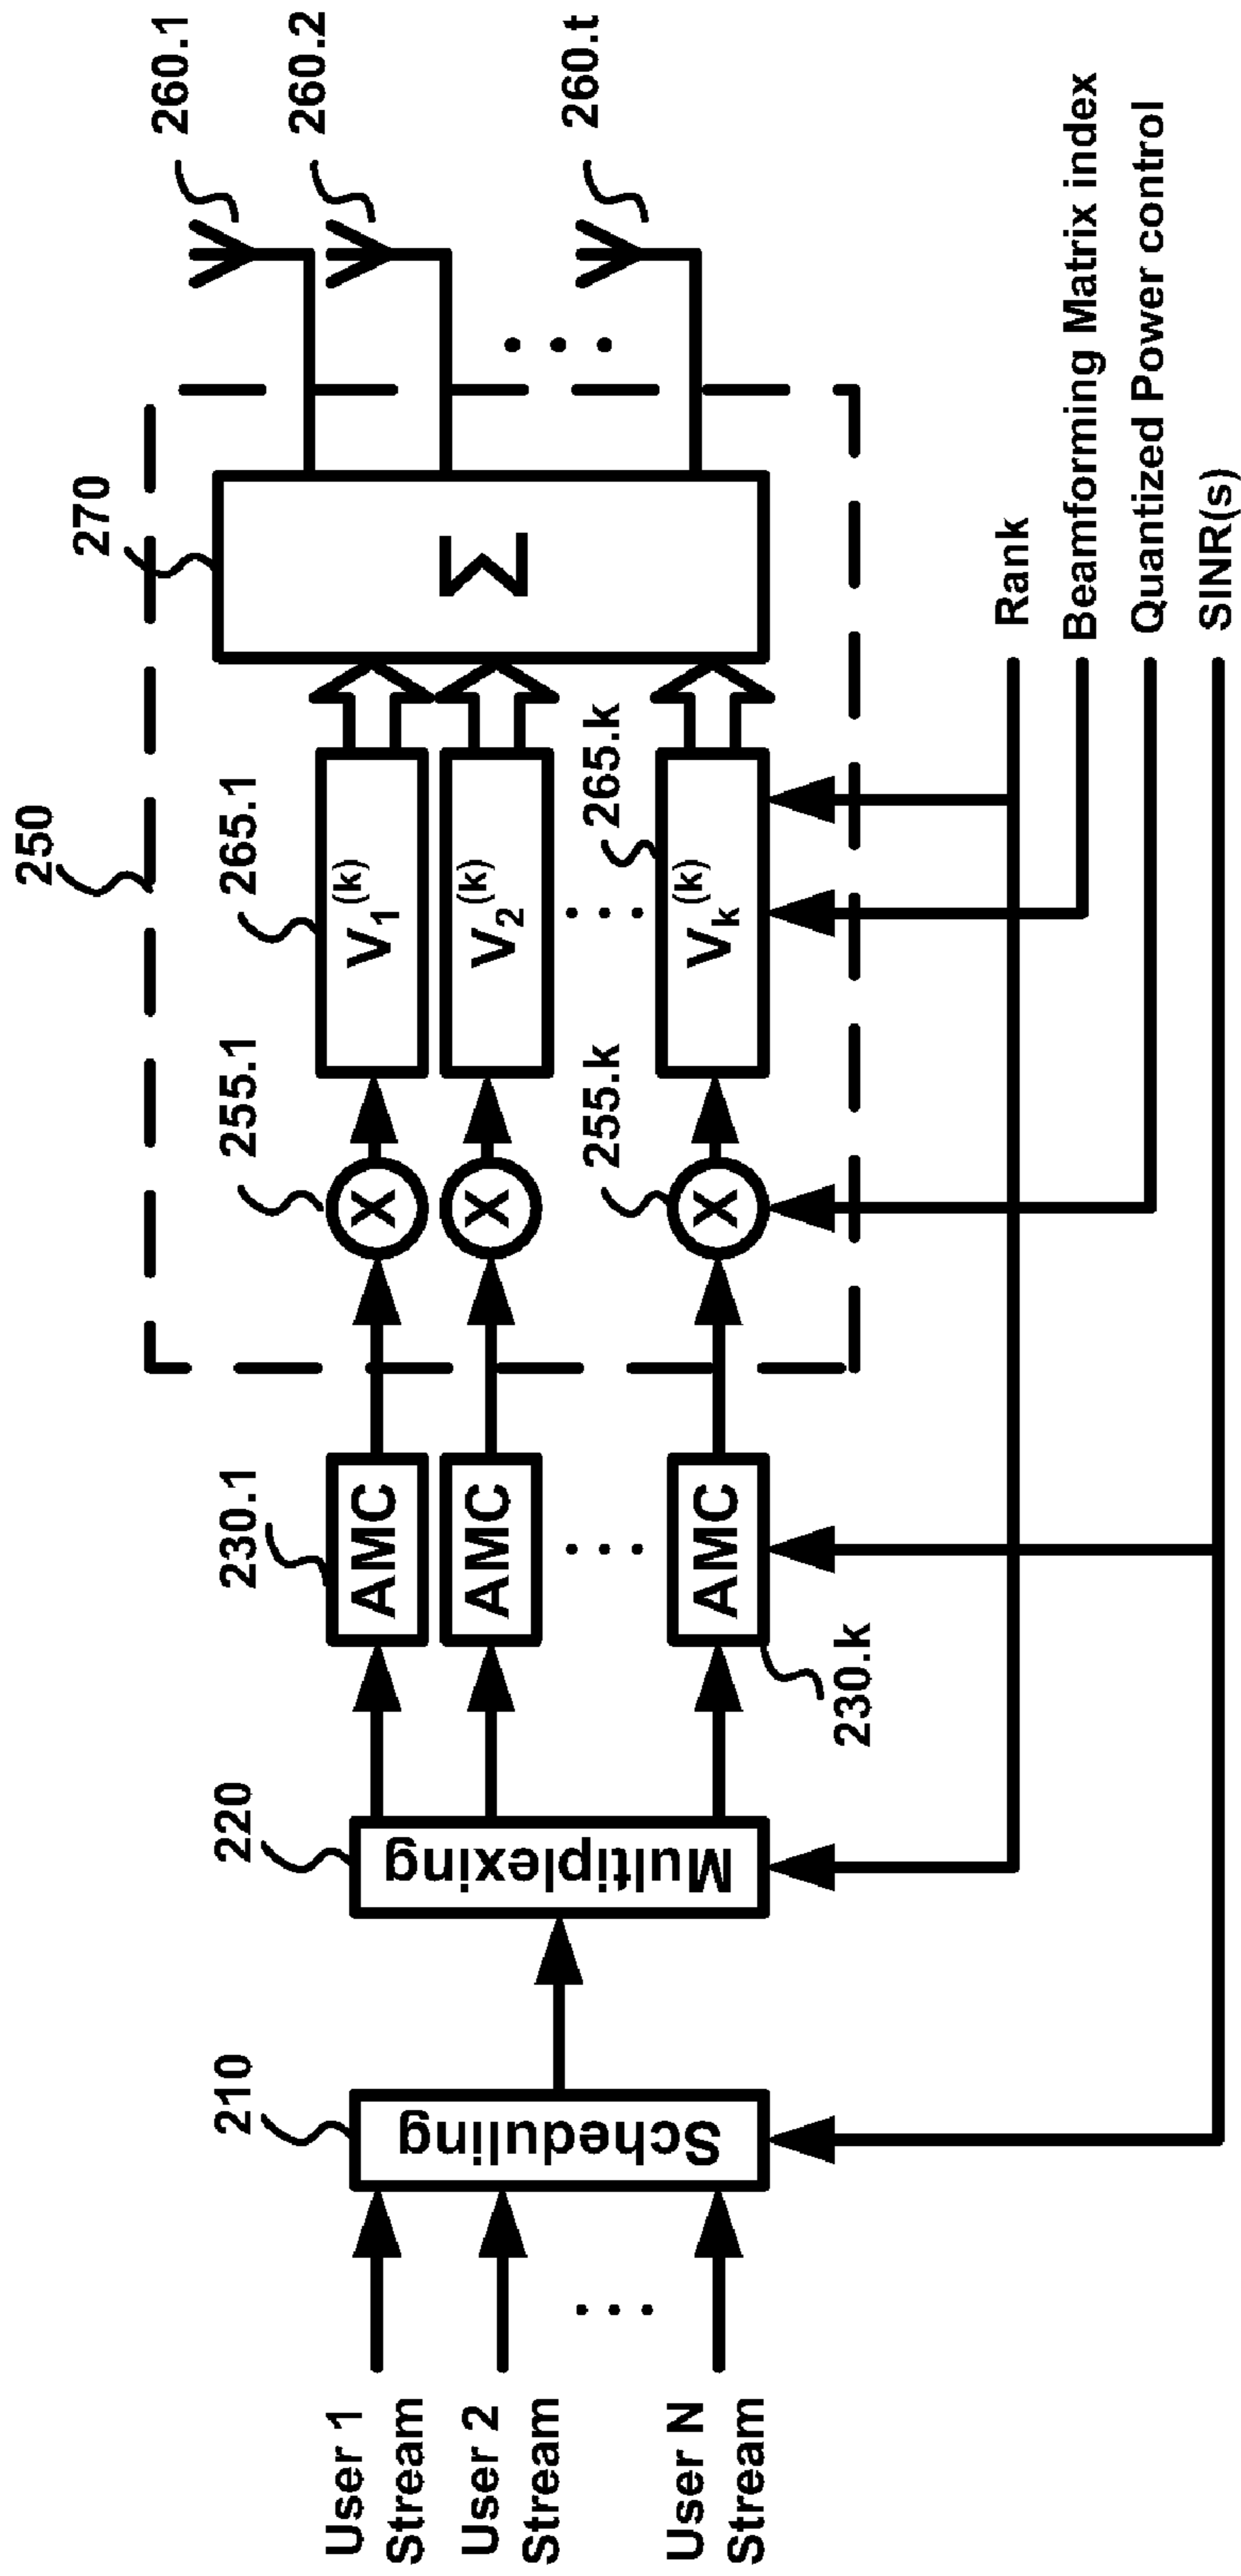 User 1
Stream
User 2
Stream
User N
Stream
...
210
Scheduling
220
Multiplexing
230.1
AMC
AMC
...
AMC
230.k
250
255.1
X
X
255.k
X
265.1
V1(k)
V2(k)
...
265.k
Vk(k)
270
Σ
260.1
260.2
...
260.t
Rank
Beamforming Matrix index
Quantized Power control
SINR(s)